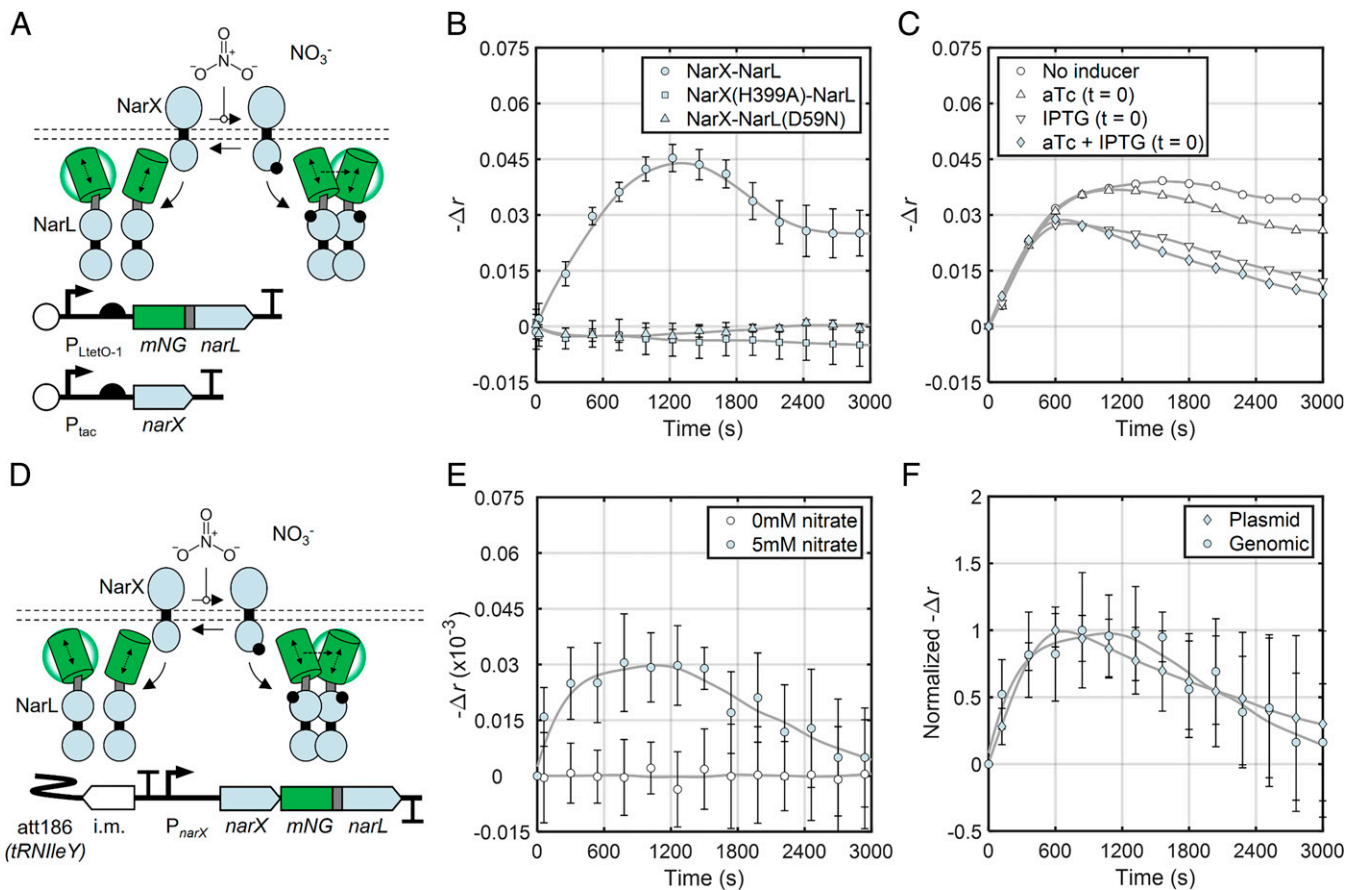 A
O
O⁻ N⁺ O⁻
NO₃⁻
NarX
NarL
P_LtetO-1 mNG narL
P_tac narX
B
0.075
0.06
0.045
0.03
0.015
0
-0.015
-Δr
NarX-NarL
NarX(H399A)-NarL
NarX-NarL(D59N)
0 600 1200 1800 2400 3000
Time (s)
C
0.075
0.06
0.045
0.03
0.015
0
-0.015
-Δr
No inducer
aTc (t = 0)
IPTG (t = 0)
aTc + IPTG (t = 0)
0 600 1200 1800 2400 3000
Time (s)
D
O
⁻O N⁺ O⁻
NO₃⁻
NarX
NarL
att186 i.m. P_narX narX mNG narL
(tRNIleY)
E
0.075
0.06
0.045
0.030
0.015
0
-0.015
-Δr (x10⁻³)
0mM nitrate
5mM nitrate
0 600 1200 1800 2400 3000
Time (s)
F
2
1.5
1
0.5
0
-0.5
Normalized -Δr
Plasmid
Genomic
0 600 1200 1800 2400 3000
Time (s)